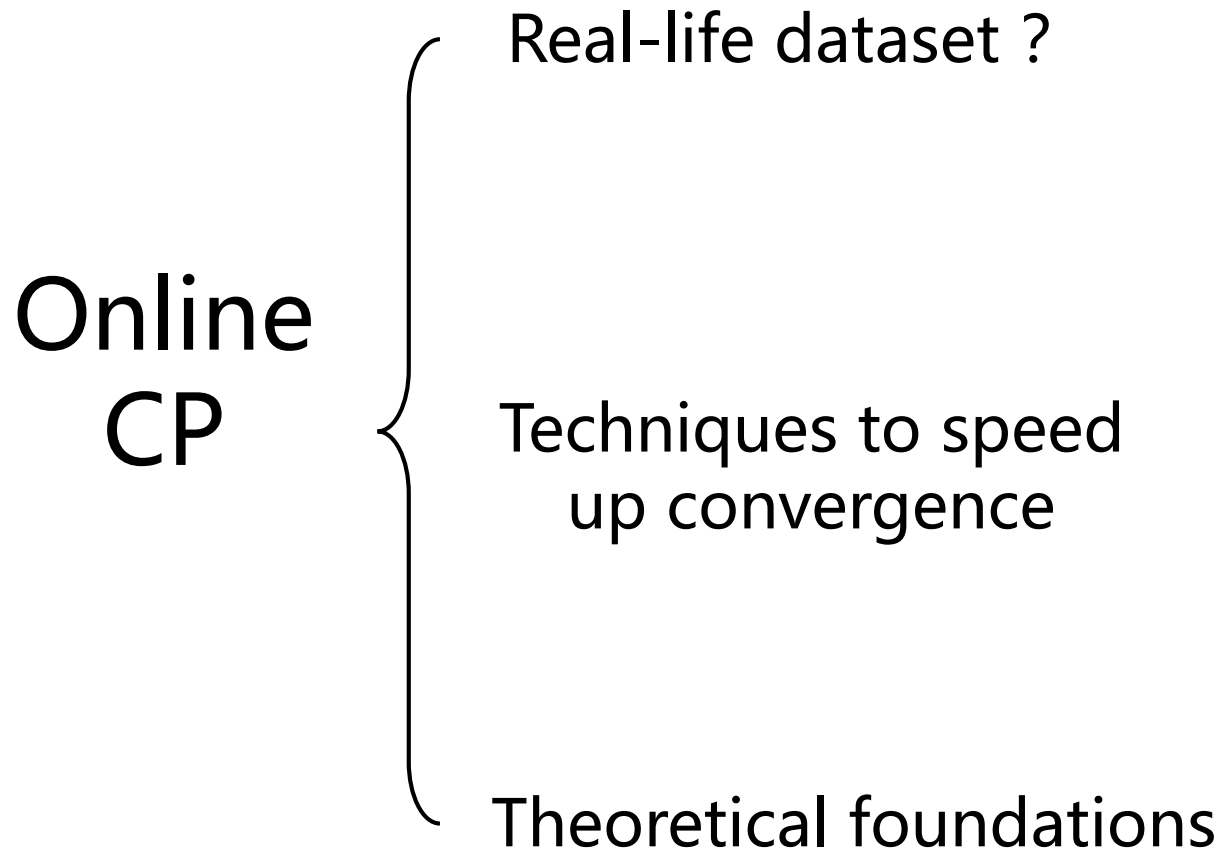 Real-life dataset ?
Online
CP
Techniques to speed
up convergence
Theoretical foundations